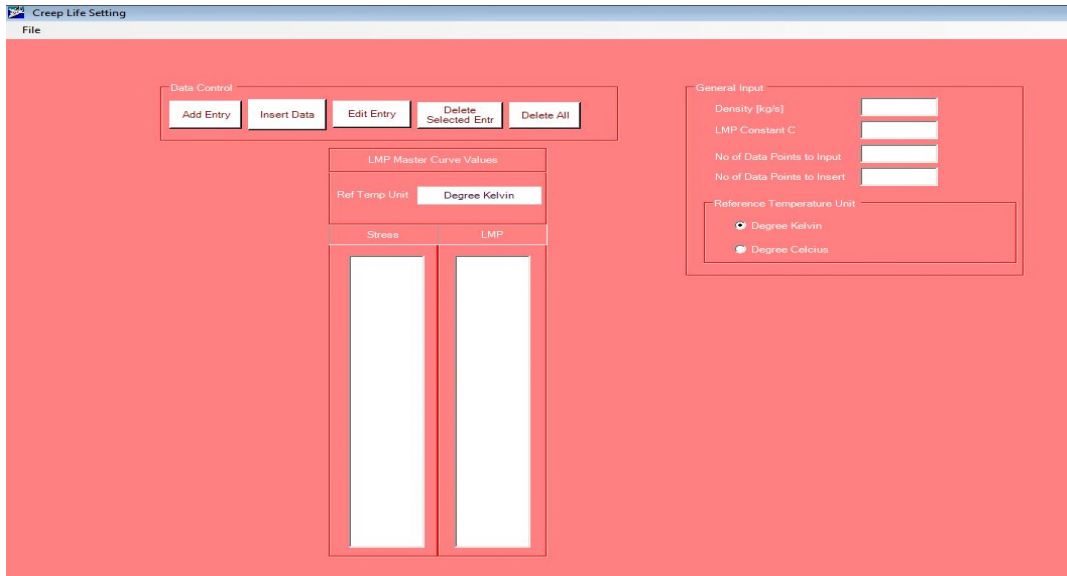 Creep Life Setting
File
Data Control
Add Entry
Insert Data
Edit Entry
Delete
Selected Entr
Delete All
LMP Master Curve Values
Ref Temp Unit
Degree Kelvin
Stress
LMP
General Input
Density [kg/s]
LMP Constant C
No of Data Points to Input
No of Data Points to Insert
Reference Temperature Unit
Degree Kelvin
Degree Celcius